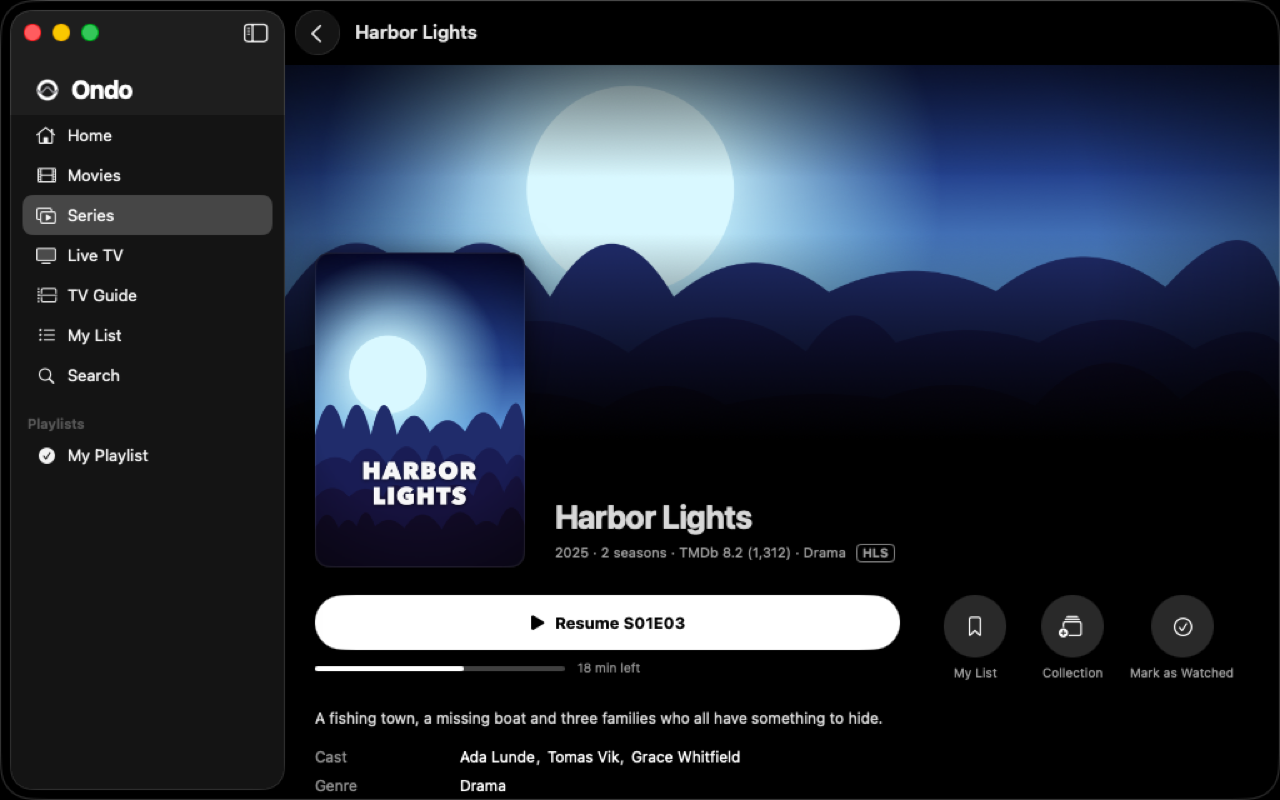 Harbor Lights
Ondo
Home
Movies
Series
Live TV
TV Guide
My List
Search
Playlists
My Playlist
HARBOR
LIGHTS
Harbor Lights
2025 · 2 seasons · TMDb 8.2 (1,312) · Drama HLS
Resume S01E03
18 min left
My List
Collection
Mark as Watched
A fishing town, a missing boat and three families who all have something to hide.
Cast Ada Lunde, Tomas Vik, Grace Whitfield
Genre Drama